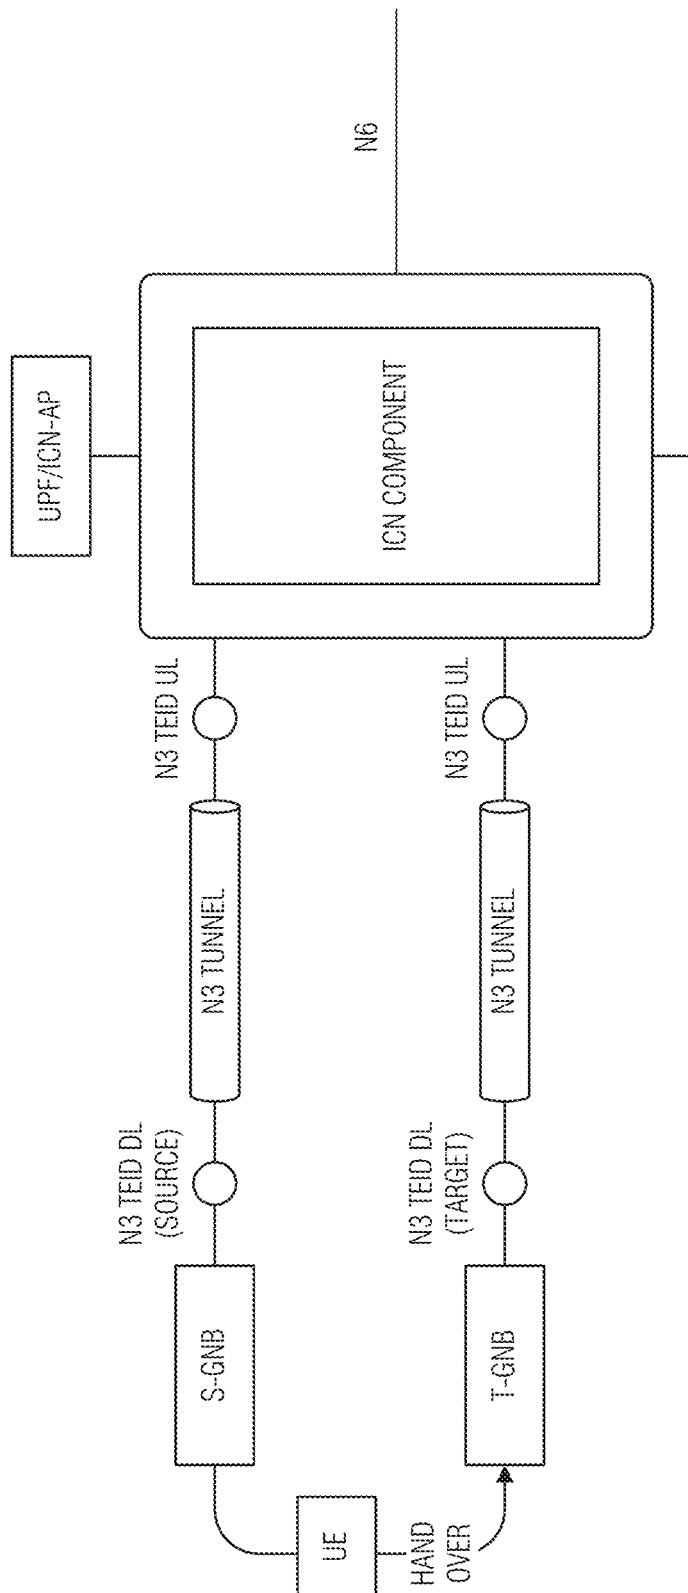 N6
UPF/ICN-AP
ICN COMPONENT
N3 TEID UL
N3 TEID UL
N3 TUNNEL
N3 TUNNEL
N3 TEID DL
(SOURCE)
N3 TEID DL
(TARGET)
S-GNB
T-GNB
UE
HAND
OVER